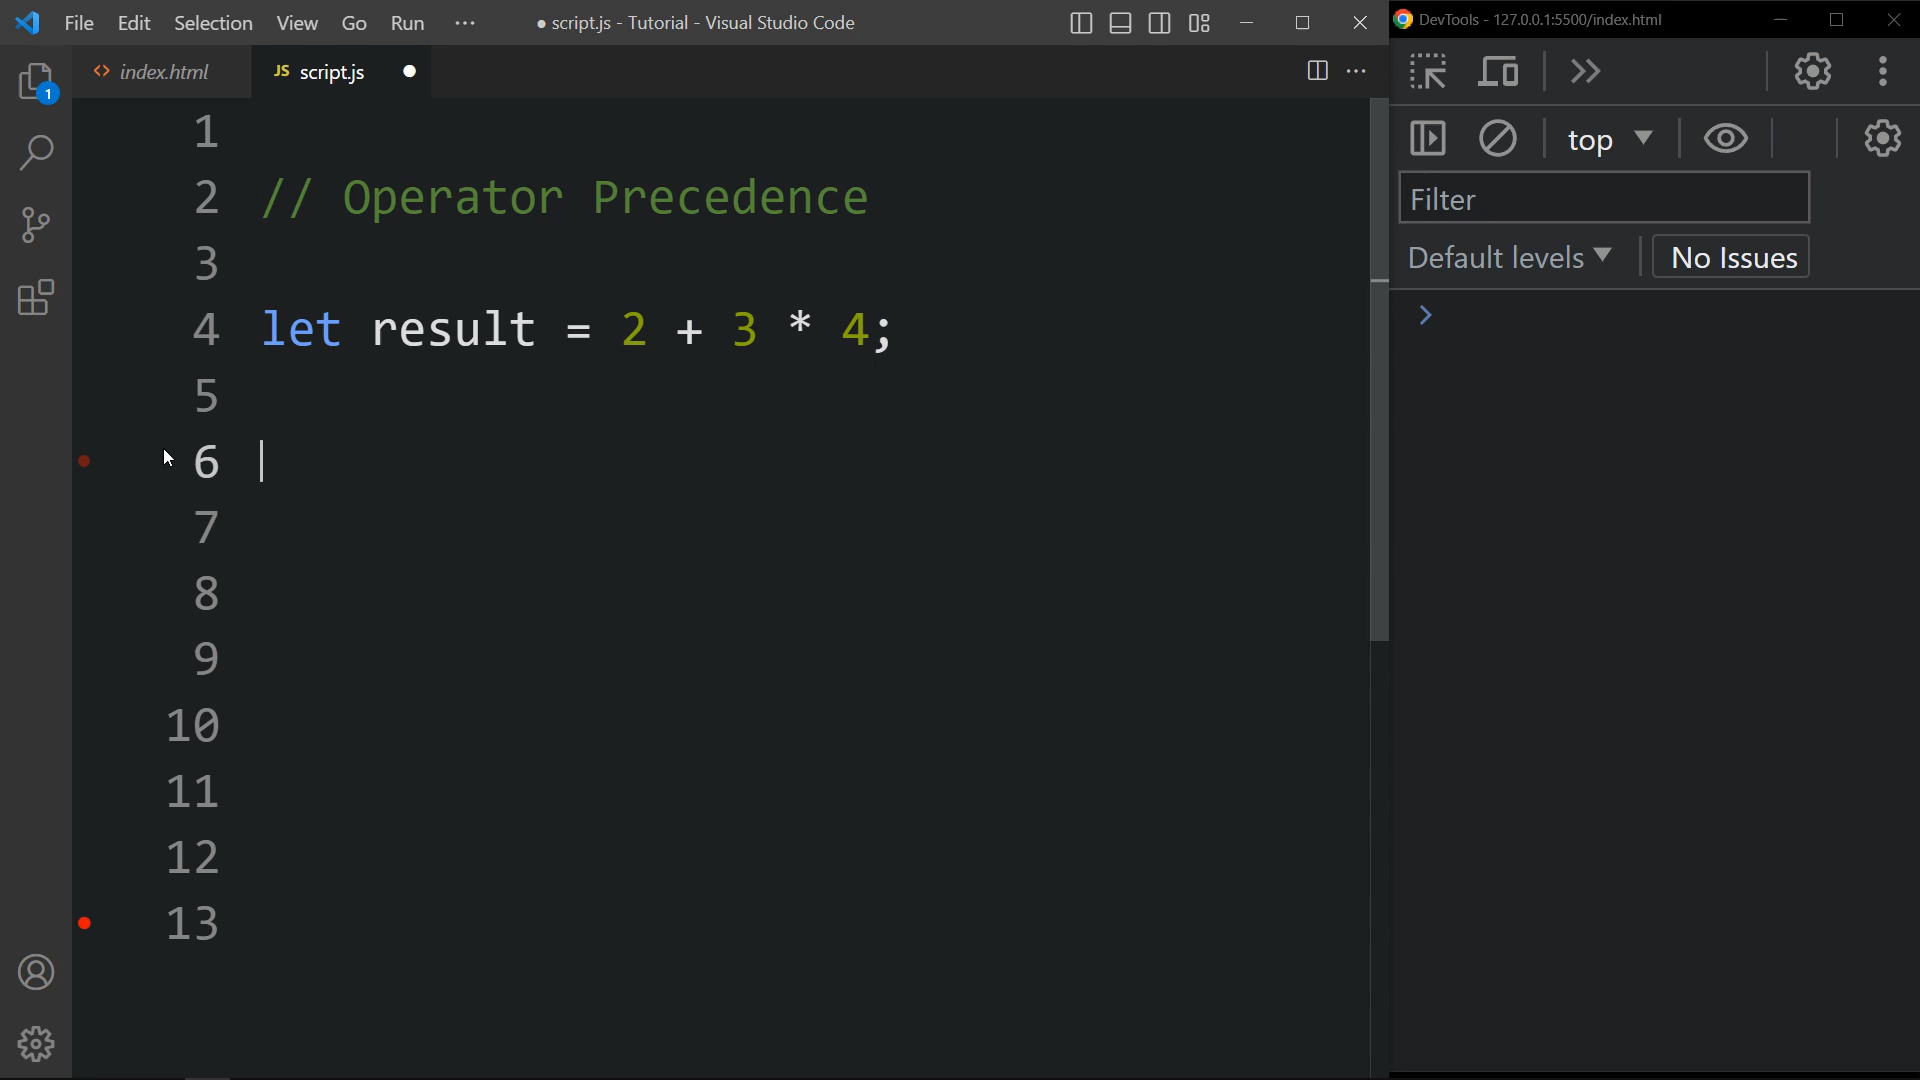 File Edit Selection View Go Run ··· ● script.js - Tutorial - Visual Studio Code
DevTools - 127.0.0.1:5500/index.html
<> index.html JS script.js ●
1
top
1
2 // Operator Precedence
3
4 let result = 2 + 3 * 4;
5
6
7
8
9
10
11
12
13
Filter
Default levels No Issues
>